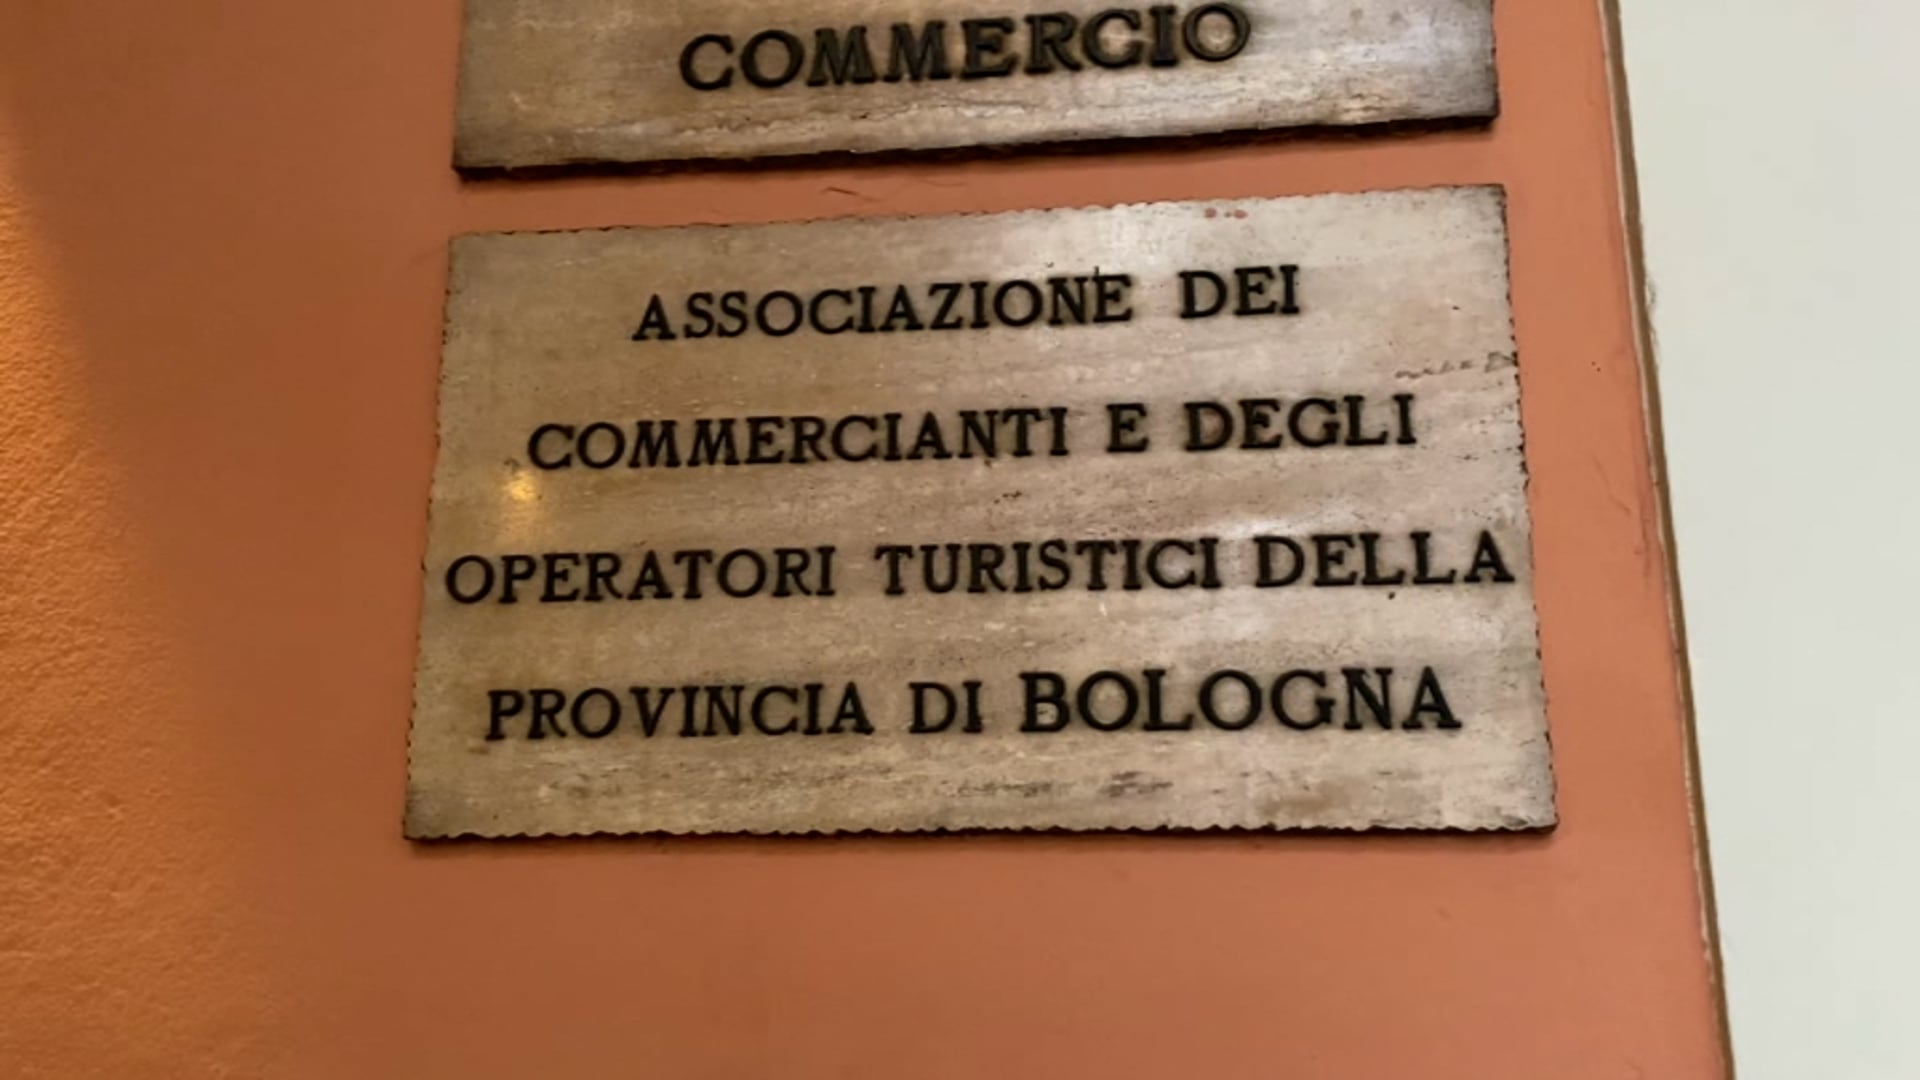 COMMERCIO
ASSOCIAZIONE DEI
COMMERCIANTI E DEGLI
OPERATORI TURISTICI DELLA
PROVINCIA DI BOLOGNA